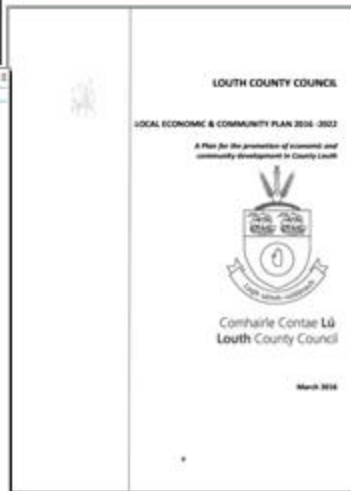 LOUTH COUNTY COUNCIL
LOCAL ECONOMIC & COMMUNITY PLAN 2016 -2022
A Plan for the promotion of economic and
community development in County Louth
Comhairle Contae Lú
Louth County Council
March 2016